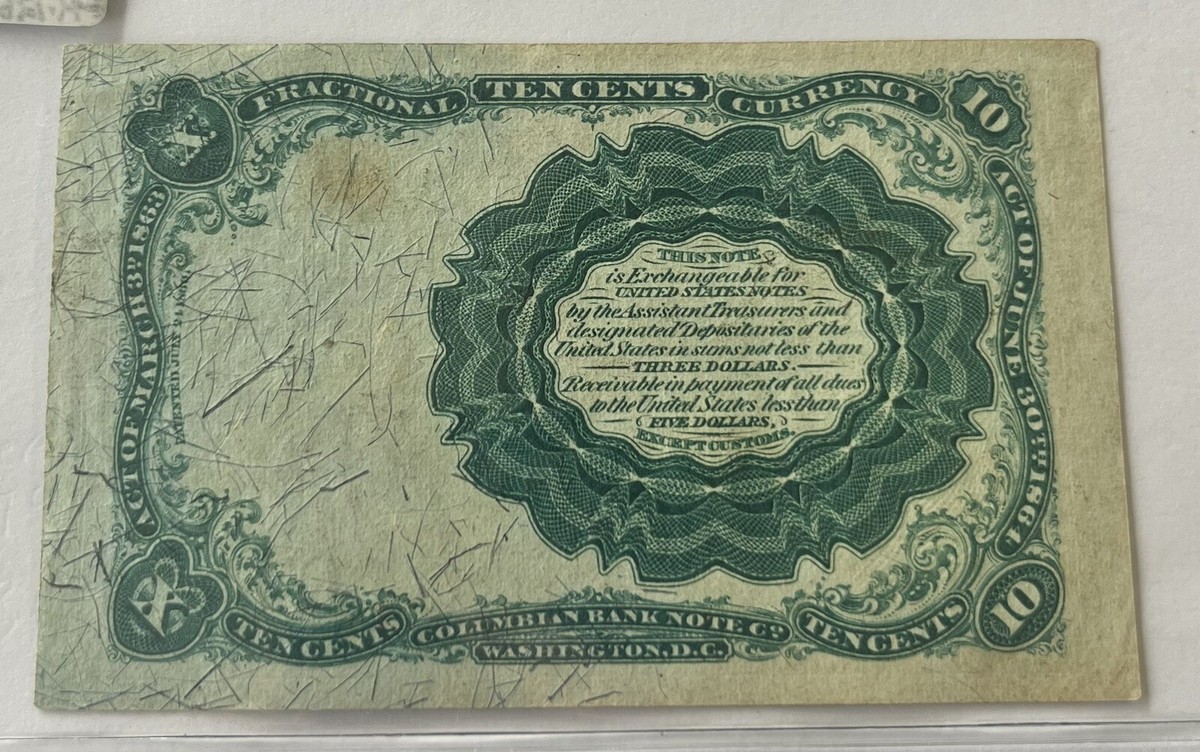 FRACTIONAL TEN CENTS CURRENCY
X
10
ACT OF MARCH 3RD 1863
ACT OF JUNE 30TH 1864
THIS NOTE
is Exchangeable for
UNITED STATES NOTES
by the Assistant Treasurers and
designated Depositaries of the
United States in sums not less than
THREE DOLLARS.
Receivable in payment of all dues
to the United States less than
FIVE DOLLARS,
EXCEPT CUSTOMS.
X
TEN CENTS
COLUMBIAN BANK NOTE CO.
WASHINGTON, D.C.
TEN CENTS
10